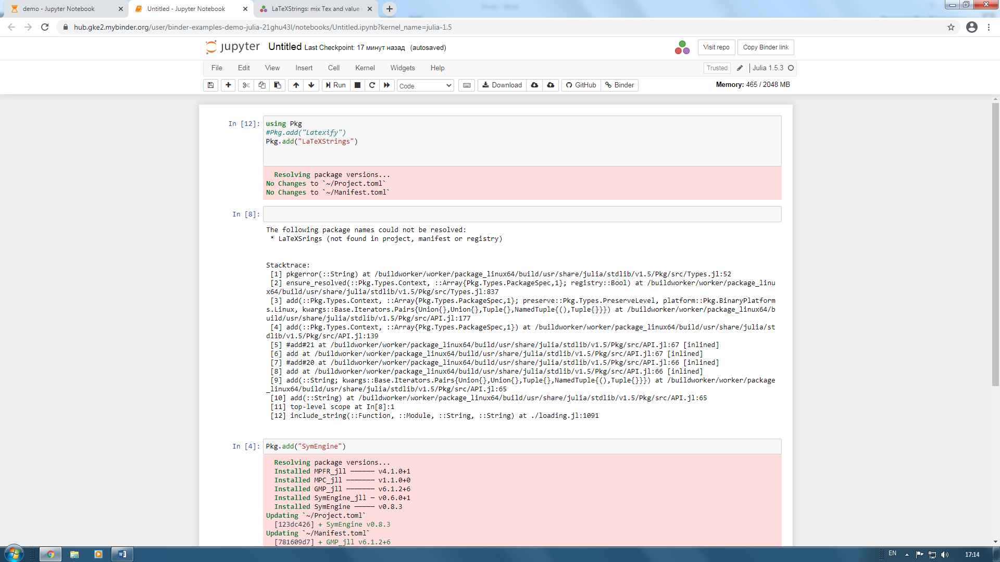 demo - Jupyter Notebook
Untitled - Jupyter Notebook
LaTeXStrings: mix Tex and value
hub.gke2.mybinder.org/user/binder-examples-demo-julia-21ghu43l/notebooks/Untitled.ipynb?kernel_name=julia-1.5
jupyter Untitled Last Checkpoint: 17 минут назад (autosaved)
Visit repo Copy Binder link
File Edit View Insert Cell Kernel Widgets Help
Trusted Julia 1.5.3
Run Code Download GitHub Binder
Memory: 465 / 2048 MB
In [12]: using Pkg
#Pkg.add("Latexify")
Pkg.add("LaTeXStrings")
Resolving package versions...
No Changes to `~/Project.toml`
No Changes to `~/Manifest.toml`
In [8]:
The following package names could not be resolved:
* LaTeXSrings (not found in project, manifest or registry)
Stacktrace:
[1] pkgerror(::String) at /buildworker/worker/package_linux64/build/usr/share/julia/stdlib/v1.5/Pkg/src/Types.jl:52
[2] ensure_resolved(::Pkg.Types.Context, ::Array{Pkg.Types.PackageSpec,1}; registry::Bool) at /buildworker/worker/package_linu
x64/build/usr/share/julia/stdlib/v1.5/Pkg/src/Types.jl:837
[3] add(::Pkg.Types.Context, ::Array{Pkg.Types.PackageSpec,1}; preserve::Pkg.Types.PreserveLevel, platform::Pkg.BinaryPlatform
s.Linux, kwargs::Base.Iterators.Pairs{Union{},Union{},Tuple{},NamedTuple{(),Tuple{}}}) at /buildworker/worker/package_linux64/b
uild/usr/share/julia/stdlib/v1.5/Pkg/src/API.jl:177
[4] add(::Pkg.Types.Context, ::Array{Pkg.Types.PackageSpec,1}) at /buildworker/worker/package_linux64/build/usr/share/julia/st
dlib/v1.5/Pkg/src/API.jl:139
[5] #add#21 at /buildworker/worker/package_linux64/build/usr/share/julia/stdlib/v1.5/Pkg/src/API.jl:67 [inlined]
[6] add at /buildworker/worker/package_linux64/build/usr/share/julia/stdlib/v1.5/Pkg/src/API.jl:67 [inlined]
[7] #add#20 at /buildworker/worker/package_linux64/build/usr/share/julia/stdlib/v1.5/Pkg/src/API.jl:66 [inlined]
[8] add at /buildworker/worker/package_linux64/build/usr/share/julia/stdlib/v1.5/Pkg/src/API.jl:66 [inlined]
[9] add(::String; kwargs::Base.Iterators.Pairs{Union{},Union{},Tuple{},NamedTuple{(),Tuple{}}}) at /buildworker/worker/package
_linux64/build/usr/share/julia/stdlib/v1.5/Pkg/src/API.jl:65
[10] add(::String) at /buildworker/worker/package_linux64/build/usr/share/julia/stdlib/v1.5/Pkg/src/API.jl:65
[11] top-level scope at In[8]:1
[12] include_string(::Function, ::Module, ::String, ::String) at ./loading.jl:1091
In [4]: Pkg.add("SymEngine")
Resolving package versions...
Installed MPFR_jll ────── v4.1.0+1
Installed MPC_jll ─────── v1.1.0+0
Installed GMP_jll ─────── v6.1.2+6
Installed SymEngine_jll ─ v0.6.0+1
Installed SymEngine ───── v0.8.3
Updating `~/Project.toml`
[123dc426] + SymEngine v0.8.3
Updating `~/Manifest.toml`
[781609d7] + GMP_jll v6.1.2+6
EN 17:14